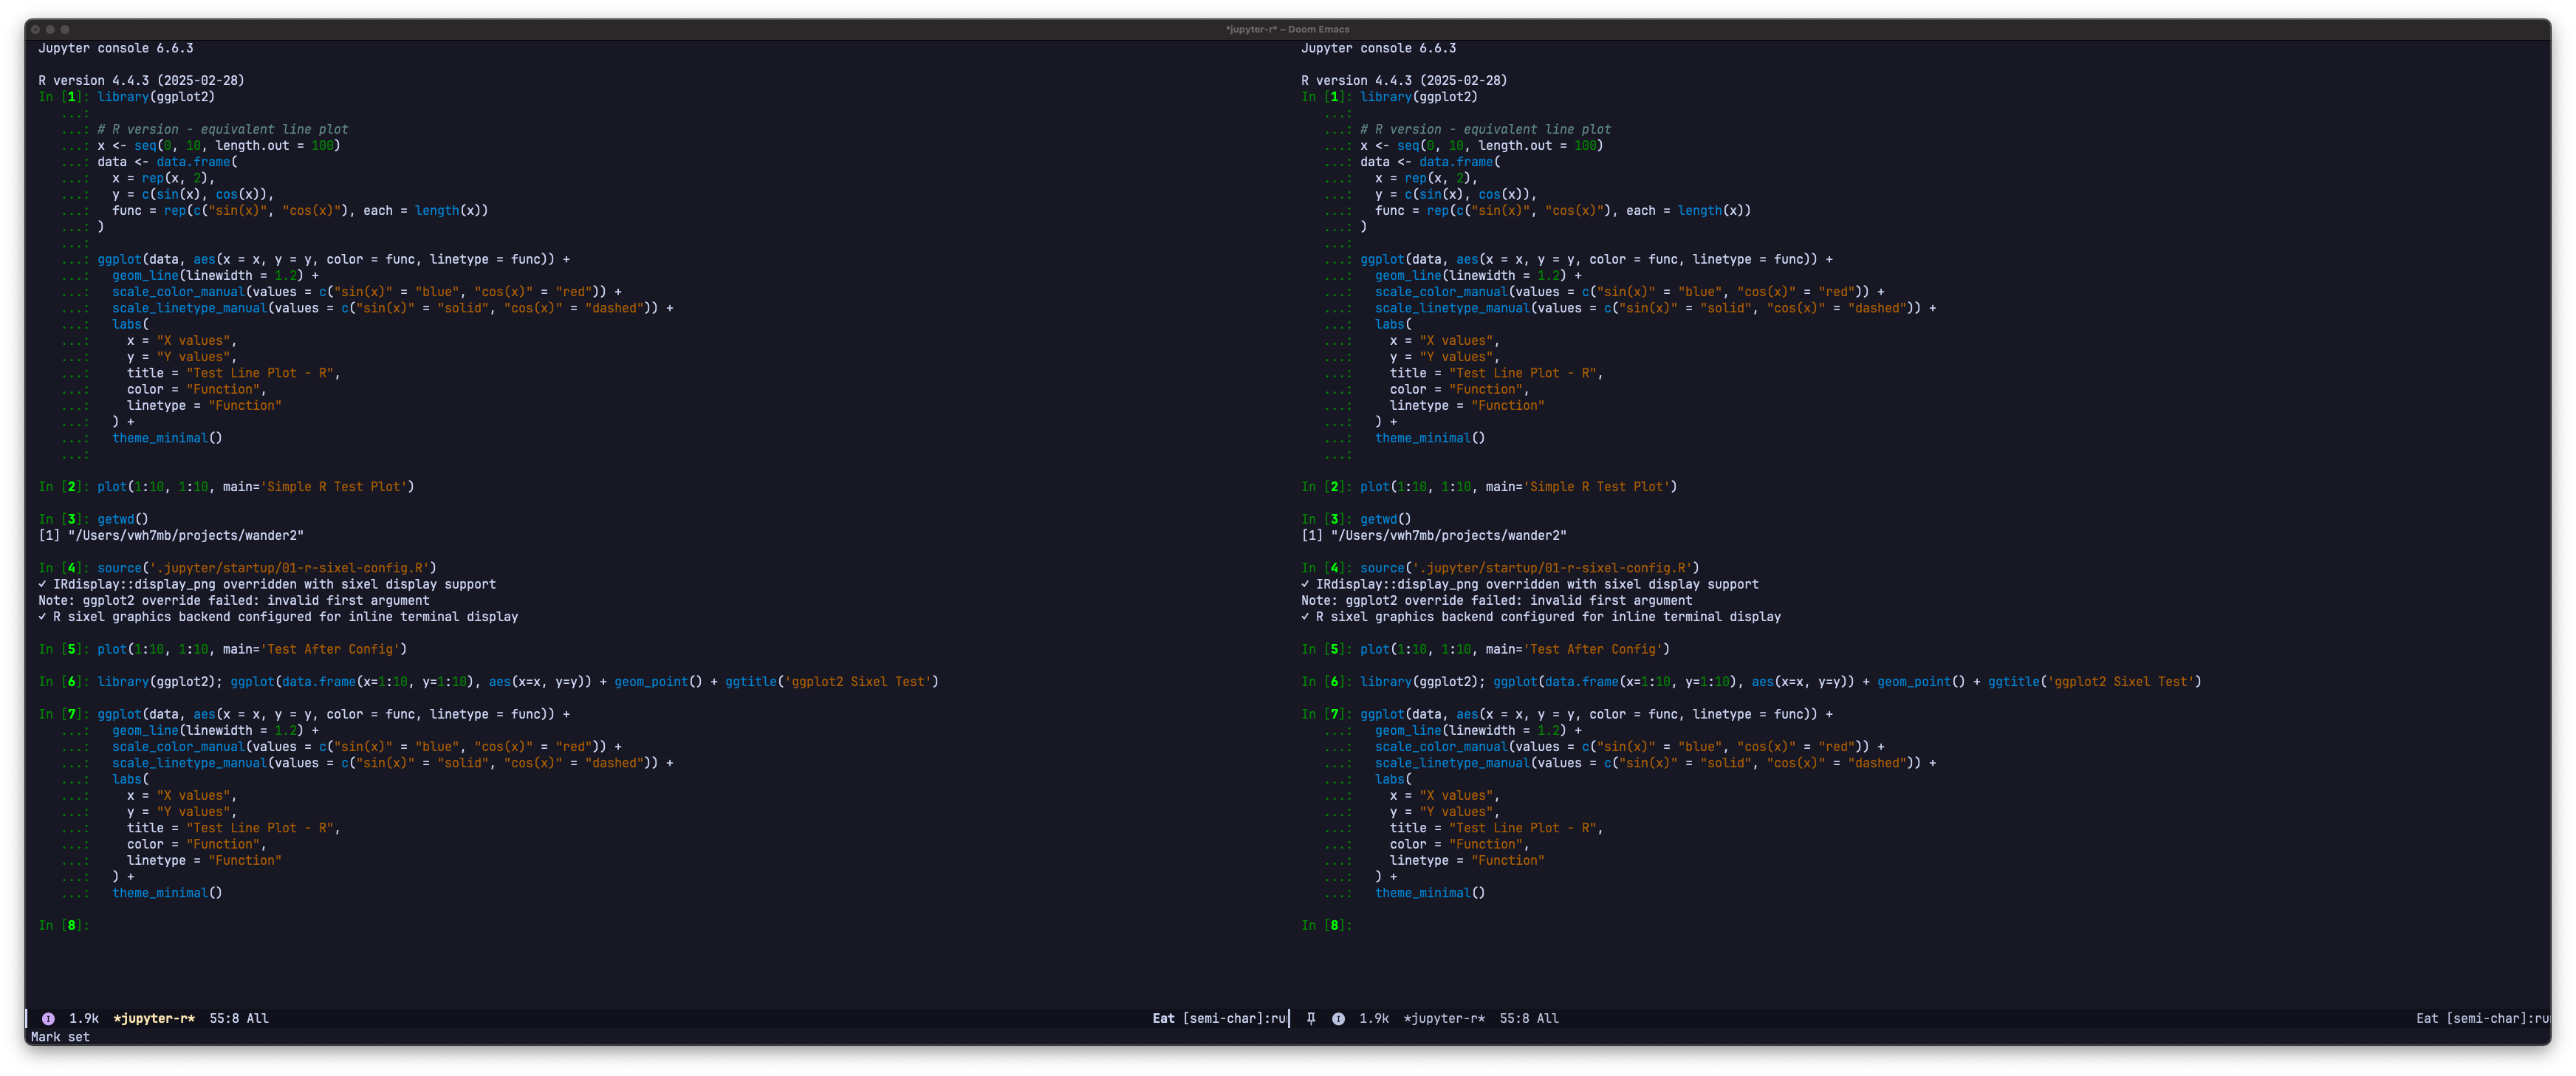 *jupyter-r* – Doom Emacs
Jupyter console 6.6.3
R version 4.4.3 (2025-02-28)
In [1]: library(ggplot2)
   ...:
   ...: # R version - equivalent line plot
   ...: x <- seq(0, 10, length.out = 100)
   ...: data <- data.frame(
   ...:   x = rep(x, 2),
   ...:   y = c(sin(x), cos(x)),
   ...:   func = rep(c("sin(x)", "cos(x)"), each = length(x))
   ...: )
   ...:
   ...: ggplot(data, aes(x = x, y = y, color = func, linetype = func)) +
   ...:   geom_line(linewidth = 1.2) +
   ...:   scale_color_manual(values = c("sin(x)" = "blue", "cos(x)" = "red")) +
   ...:   scale_linetype_manual(values = c("sin(x)" = "solid", "cos(x)" = "dashed")) +
   ...:   labs(
   ...:     x = "X values",
   ...:     y = "Y values",
   ...:     title = "Test Line Plot - R",
   ...:     color = "Function",
   ...:     linetype = "Function"
   ...:   ) +
   ...:   theme_minimal()
   ...:
In [2]: plot(1:10, 1:10, main='Simple R Test Plot')
In [3]: getwd()
[1] "/Users/vwh7mb/projects/wander2"
In [4]: source('.jupyter/startup/01-r-sixel-config.R')
✓ IRdisplay::display_png overridden with sixel display support
Note: ggplot2 override failed: invalid first argument
✓ R sixel graphics backend configured for inline terminal display
In [5]: plot(1:10, 1:10, main='Test After Config')
In [6]: library(ggplot2); ggplot(data.frame(x=1:10, y=1:10), aes(x=x, y=y)) + geom_point() + ggtitle('ggplot2 Sixel Test')
In [7]: ggplot(data, aes(x = x, y = y, color = func, linetype = func)) +
   ...:   geom_line(linewidth = 1.2) +
   ...:   scale_color_manual(values = c("sin(x)" = "blue", "cos(x)" = "red")) +
   ...:   scale_linetype_manual(values = c("sin(x)" = "solid", "cos(x)" = "dashed")) +
   ...:   labs(
   ...:     x = "X values",
   ...:     y = "Y values",
   ...:     title = "Test Line Plot - R",
   ...:     color = "Function",
   ...:     linetype = "Function"
   ...:   ) +
   ...:   theme_minimal()
In [8]:
I 1.9k *jupyter-r* 55:8 All Eat [semi-char]:ru
Jupyter console 6.6.3
R version 4.4.3 (2025-02-28)
In [1]: library(ggplot2)
   ...:
   ...: # R version - equivalent line plot
   ...: x <- seq(0, 10, length.out = 100)
   ...: data <- data.frame(
   ...:   x = rep(x, 2),
   ...:   y = c(sin(x), cos(x)),
   ...:   func = rep(c("sin(x)", "cos(x)"), each = length(x))
   ...: )
   ...:
   ...: ggplot(data, aes(x = x, y = y, color = func, linetype = func)) +
   ...:   geom_line(linewidth = 1.2) +
   ...:   scale_color_manual(values = c("sin(x)" = "blue", "cos(x)" = "red")) +
   ...:   scale_linetype_manual(values = c("sin(x)" = "solid", "cos(x)" = "dashed")) +
   ...:   labs(
   ...:     x = "X values",
   ...:     y = "Y values",
   ...:     title = "Test Line Plot - R",
   ...:     color = "Function",
   ...:     linetype = "Function"
   ...:   ) +
   ...:   theme_minimal()
   ...:
In [2]: plot(1:10, 1:10, main='Simple R Test Plot')
In [3]: getwd()
[1] "/Users/vwh7mb/projects/wander2"
In [4]: source('.jupyter/startup/01-r-sixel-config.R')
✓ IRdisplay::display_png overridden with sixel display support
Note: ggplot2 override failed: invalid first argument
✓ R sixel graphics backend configured for inline terminal display
In [5]: plot(1:10, 1:10, main='Test After Config')
In [6]: library(ggplot2); ggplot(data.frame(x=1:10, y=1:10), aes(x=x, y=y)) + geom_point() + ggtitle('ggplot2 Sixel Test')
In [7]: ggplot(data, aes(x = x, y = y, color = func, linetype = func)) +
   ...:   geom_line(linewidth = 1.2) +
   ...:   scale_color_manual(values = c("sin(x)" = "blue", "cos(x)" = "red")) +
   ...:   scale_linetype_manual(values = c("sin(x)" = "solid", "cos(x)" = "dashed")) +
   ...:   labs(
   ...:     x = "X values",
   ...:     y = "Y values",
   ...:     title = "Test Line Plot - R",
   ...:     color = "Function",
   ...:     linetype = "Function"
   ...:   ) +
   ...:   theme_minimal()
In [8]:
I 1.9k *jupyter-r* 55:8 All Eat [semi-char]:ru
Mark set